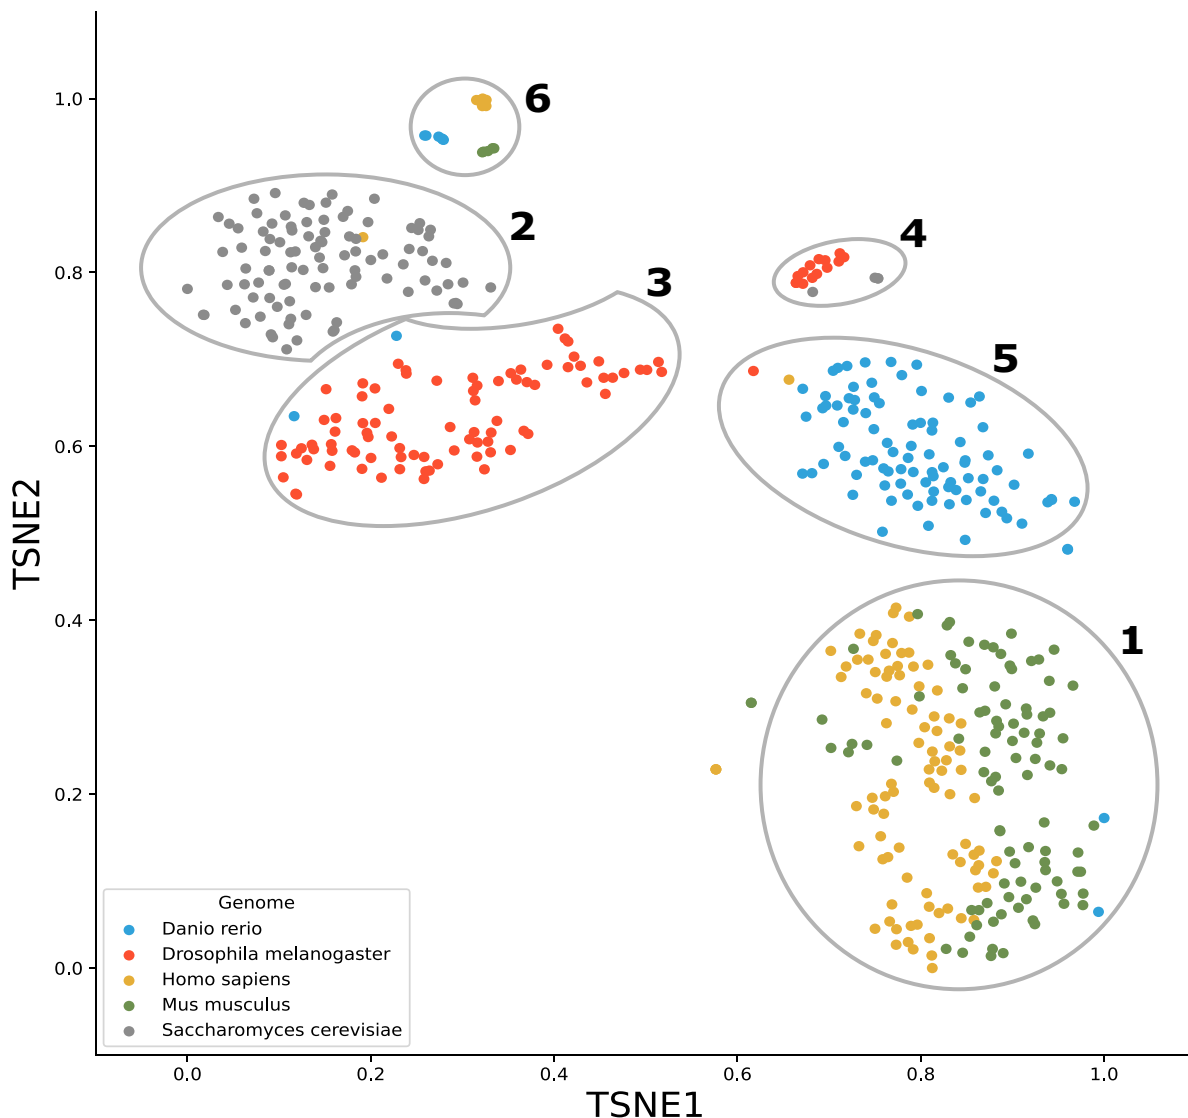 6
1.0
2
4
0.8
3
5
TSNE2
0.6
1
0.4
0.2
Genome
Danio rerio
Drosophila melanogaster
Homo sapiens
Mus musculus
Saccharomyces cerevisiae
0.0
0.0 0.2 0.4 0.6 0.8 1.0
TSNE1